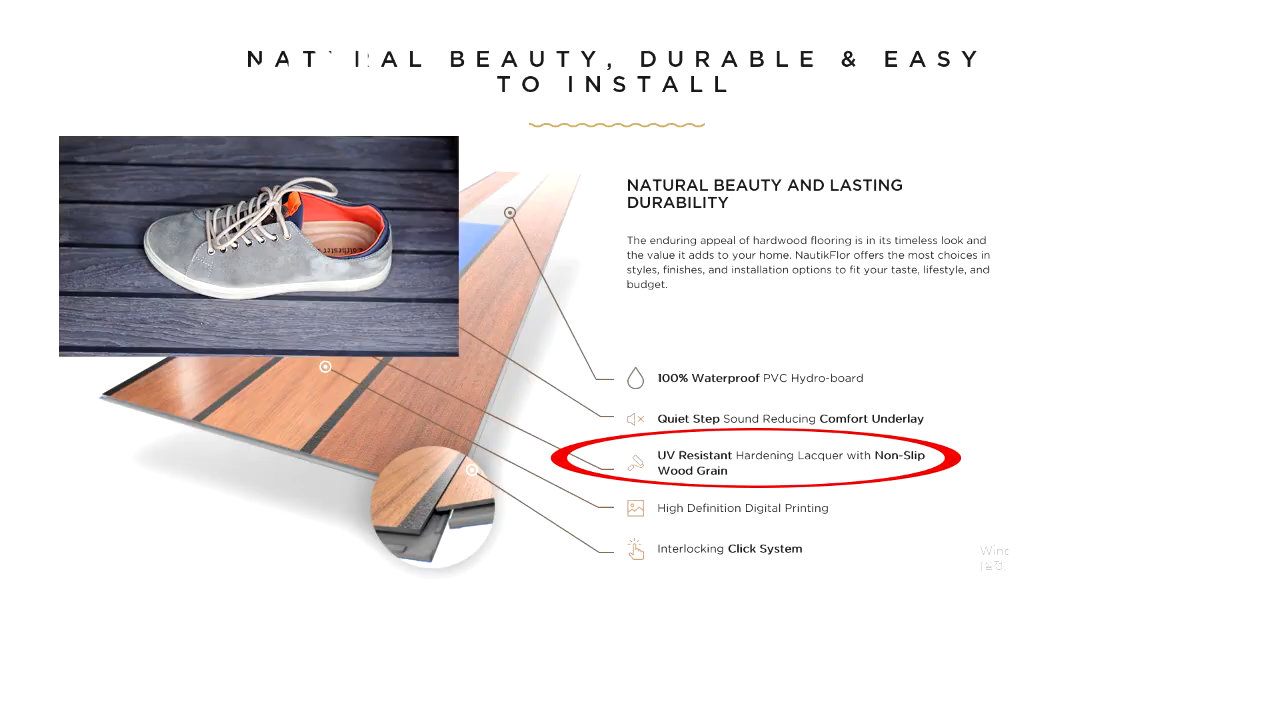 NATURAL BEAUTY, DURABLE & EASY
TO INSTALL
NATURAL BEAUTY AND LASTING
DURABILITY
The enduring appeal of hardwood flooring is in its timeless look and
the value it adds to your home. NautikFlor offers the most choices in
styles, finishes, and installation options to fit your taste, lifestyle, and
budget.
100% Waterproof PVC Hydro-board
Quiet Step Sound Reducing Comfort Underlay
UV Resistant Hardening Lacquer with Non-Slip
Wood Grain
High Definition Digital Printing
Interlocking Click System